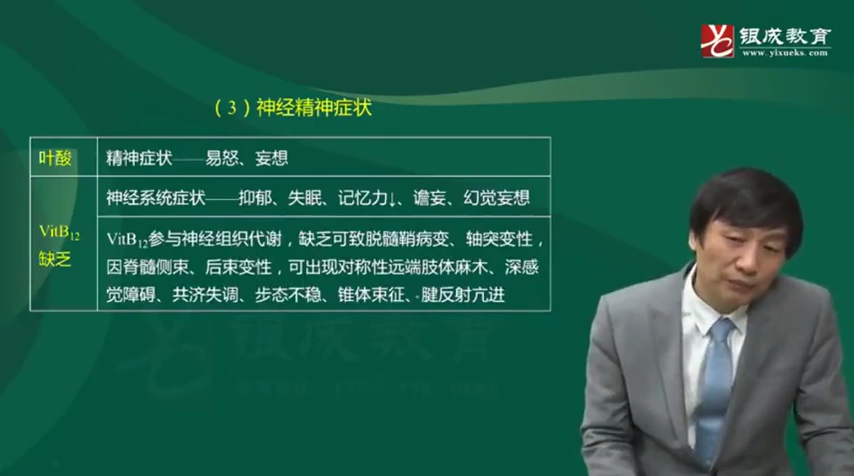 银成教育
www.yixueks.com
（3）神经精神症状
叶酸
精神症状——易怒、妄想
VitB12
缺乏
神经系统症状——抑郁、失眠、记忆力↓、谵妄、幻觉妄想
VitB12参与神经组织代谢，缺乏可致脱髓鞘病变、轴突变性，
因脊髓侧束、后束变性，可出现对称性远端肢体麻木、深感
觉障碍、共济失调、步态不稳、锥体束征、腱反射亢进
银成教育